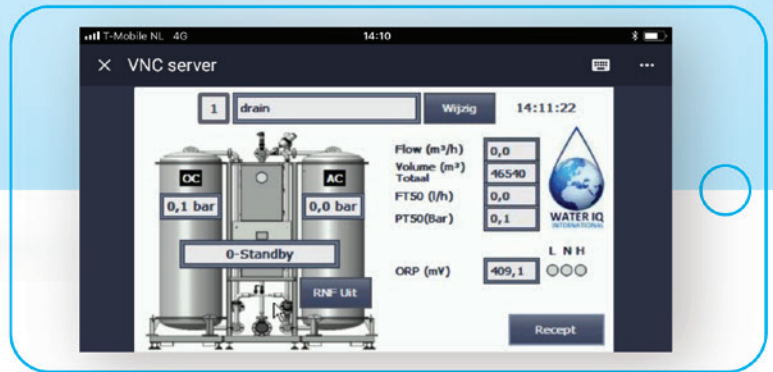 T-Mobile NL 4G 14:10
VNC server
1 drain Wijzig 14:11:22
OC AC
0,1 bar 0,0 bar
0-Standby
RNF Uit
Flow (m³/h) 0,0
Volume (m³)
Totaal 46540
FT50 (l/h) 0,0
PT50(Bar) 0,1
WATER IQ
INTERNATIONAL
L N H
ORP (mV) 409,1
Recept